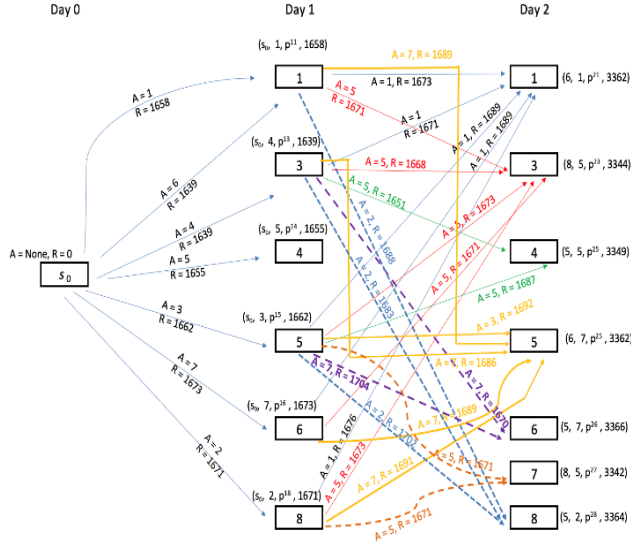 Day 0
Day 1
Day 2
(s₀, 1, p¹¹, 1658)
A = 7, R = 1689
1
A = 1, R = 1673
1
(6, 1, p²¹, 3362)
A = 1
R = 1658
A = 5
R = 1671
A = 1
R = 1671
A = 1, R = 1689
A = 1, R = 1689
A = 6
R = 1639
(s₀, 4, p¹³, 1639)
3
A = 5, R = 1668
3
(8, 5, p²³, 3344)
A = 5, R = 1651
A = 4
R = 1639
A = 2, R = 1688
A = 5, R = 1673
A = 5, R = 1671
(s₀, 5, p¹⁴, 1655)
4
4
(5, 5, p²⁵, 3349)
A = None, R = 0
s₀
A = 5
R = 1655
A = 2, R = 1683
A = 5, R = 1687
A = 3
R = 1662
(s₀, 3, p¹⁵, 1662)
5
A = 3, R = 1692
5
(6, 7, p²⁵, 3362)
A = 7, R = 1686
A = 7, R = 1704
A = 7
R = 1673
A = 7, R = 1670
(s₀, 7, p¹⁶, 1673)
6
A = 7, R = 1689
A = 2, R = 1702
6
(5, 7, p²⁶, 3366)
A = 1, R = 1676
A = 5, R = 1673
A = 7, R = 1691
A = 5, R = 1671
7
(8, 5, p²⁷, 3342)
A = 2
R = 1671
(s₀, 2, p¹⁸, 1671)
8
A = 5, R = 1671
8
(5, 2, p²⁸, 3364)